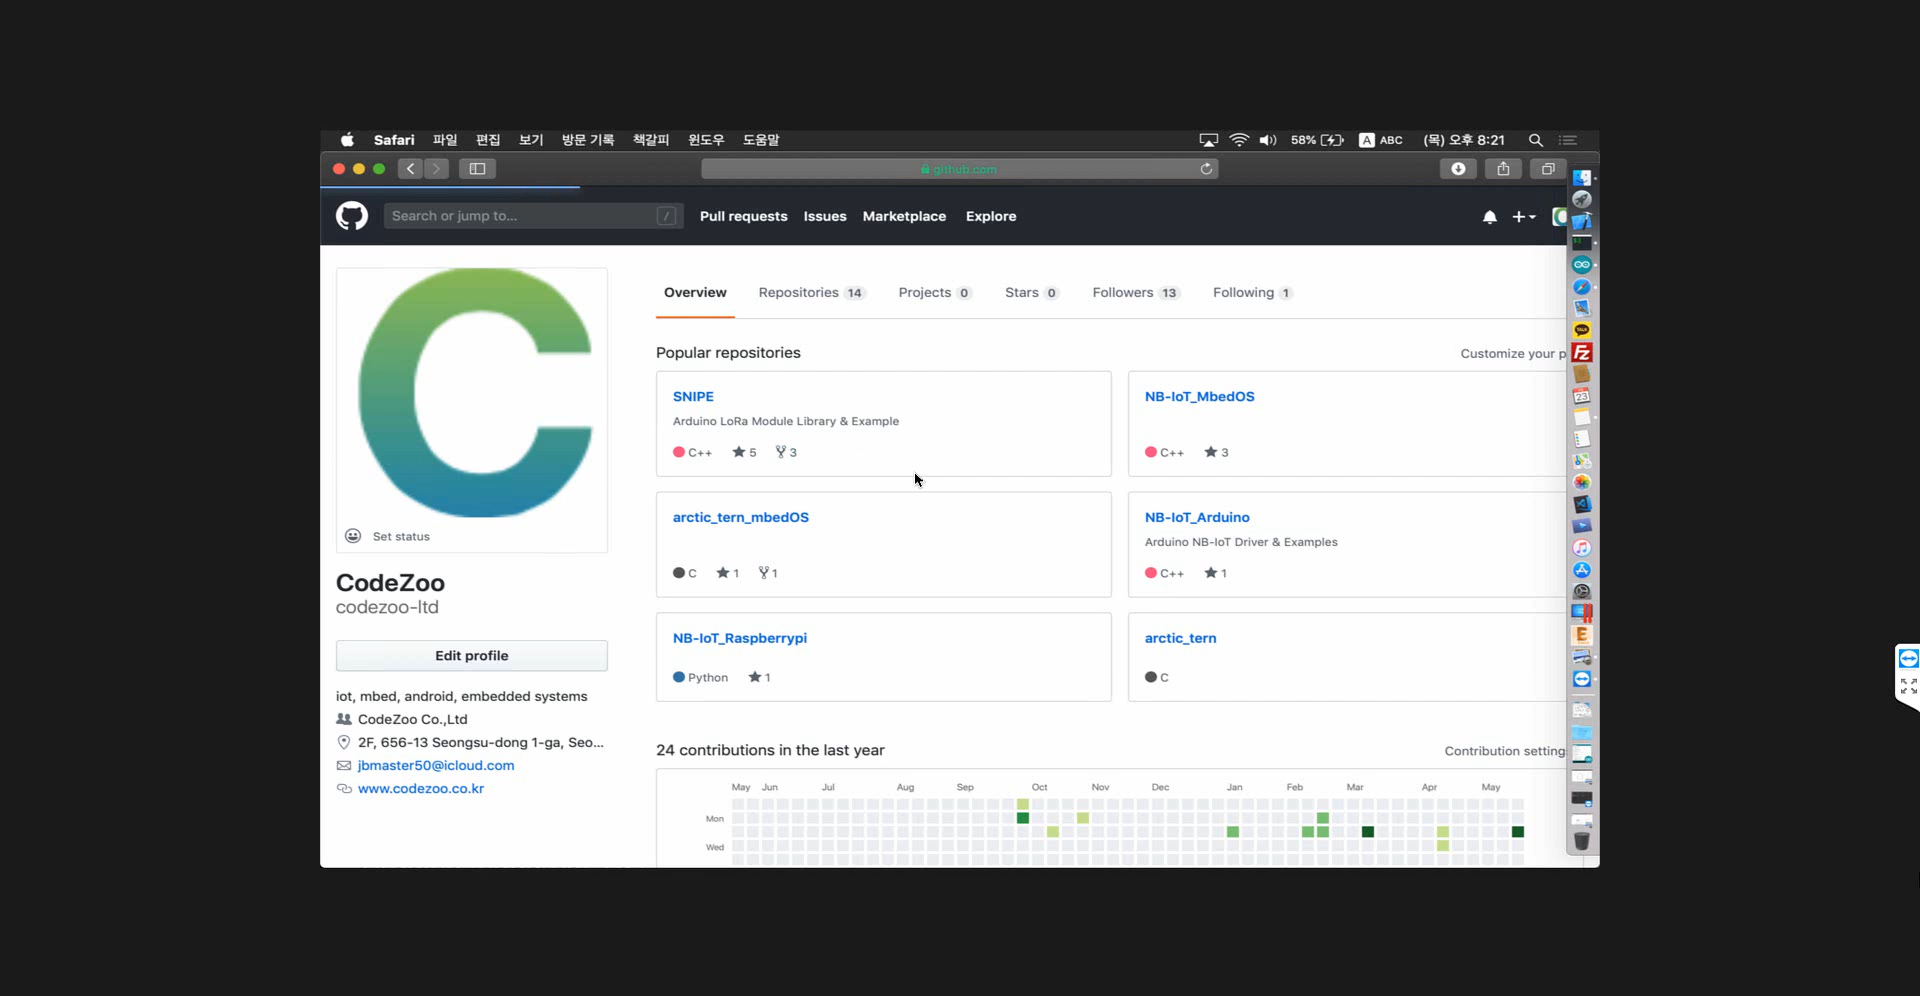 Safari 파일 편집 보기 방문 기록 책갈피 윈도우 도움말 58% A ABC (목) 오후 8:21
github.com
Search or jump to... / Pull requests Issues Marketplace Explore
Overview Repositories 14 Projects 0 Stars 0 Followers 13 Following 1
Popular repositories Customize your p
SNIPE
Arduino LoRa Module Library & Example
C++ 5 3
NB-IoT_MbedOS
C++ 3
arctic_tern_mbedOS
C 1 1
NB-IoT_Arduino
Arduino NB-IoT Driver & Examples
C++ 1
NB-IoT_Raspberrypi
Python 1
arctic_tern
C
Set status
CodeZoo
codezoo-ltd
Edit profile
iot, mbed, android, embedded systems
CodeZoo Co.,Ltd
2F, 656-13 Seongsu-dong 1-ga, Seo...
jbmaster50@icloud.com
www.codezoo.co.kr
24 contributions in the last year Contribution setting
May Jun Jul Aug Sep Oct Nov Dec Jan Feb Mar Apr May
Mon
Wed
TALK
Fz
23
E